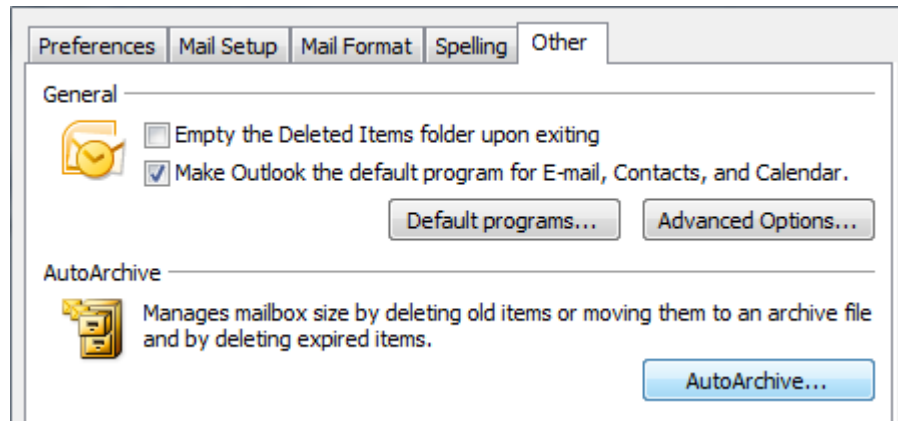 Preferences Mail Setup Mail Format Spelling Other
General
Empty the Deleted Items folder upon exiting
Make Outlook the default program for E-mail, Contacts, and Calendar.
Default programs... Advanced Options...
AutoArchive
Manages mailbox size by deleting old items or moving them to an archive file
and by deleting expired items.
AutoArchive...